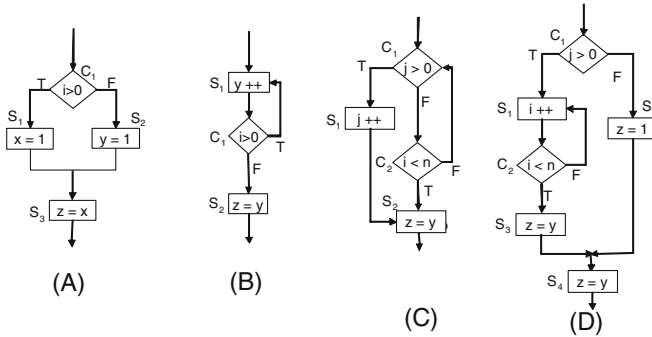 C1
T
i>0
F
S1
x = 1
S2
y = 1
S3
z = x
(A)
S1
y ++
C1
i>0
T
F
S2
z = y
(B)
C1
T
j > 0
F
S1
j ++
C2
i < n
F
T
S2
z = y
(C)
C1
j > 0
T
F
S1
i ++
S
z = 1
C2
i < n
F
T
S3
z = y
S4
z = y
(D)